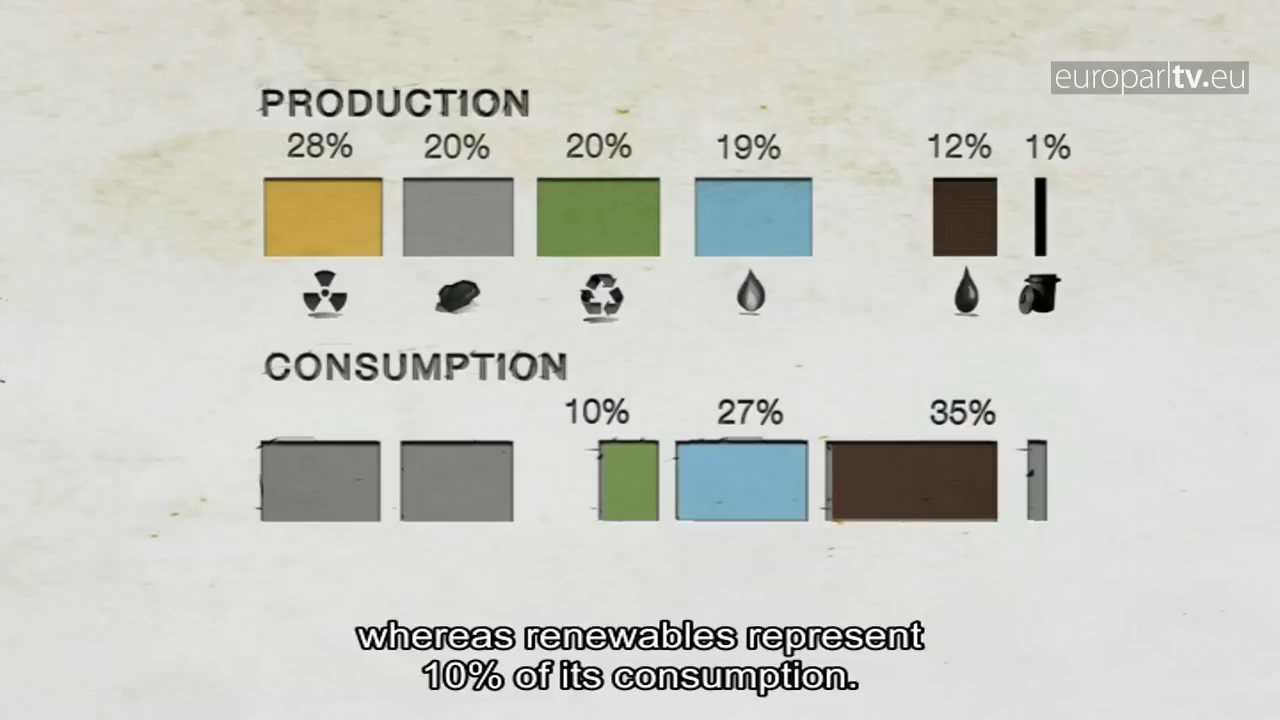 europarltv.eu
PRODUCTION
28% 20% 20% 19% 12% 1%
CONSUMPTION
10% 27% 35%
whereas renewables represent
10% of its consumption.